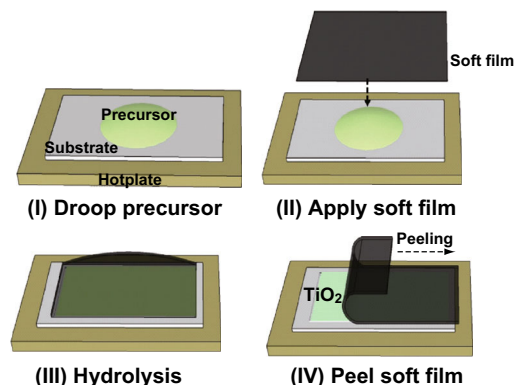 Soft film
Precursor
Substrate
Hotplate
(I) Droop precursor
(II) Apply soft film
Peeling
TiO₂
(III) Hydrolysis
(IV) Peel soft film